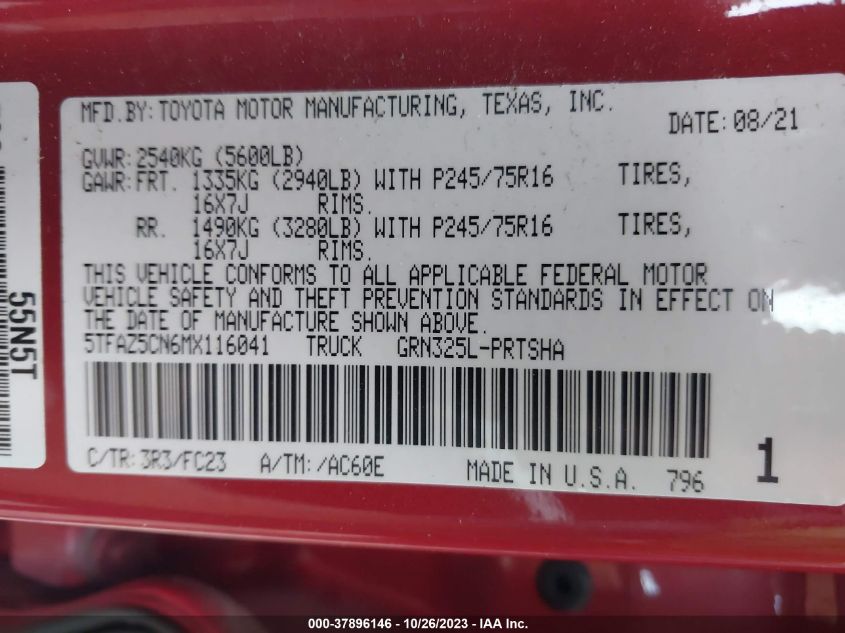 MFD.BY:TOYOTA MOTOR MANUFACTURING, TEXAS, INC.
DATE:08/21
GVWR:2540KG (5600LB)
GAWR:FRT. 1335KG (2940LB) WITH P245/75R16 TIRES,
16X7J RIMS.
RR. 1490KG (3280LB) WITH P245/75R16 TIRES,
16X7J RIMS.
THIS VEHICLE CONFORMS TO ALL APPLICABLE FEDERAL MOTOR
VEHICLE SAFETY AND THEFT PREVENTION STANDARDS IN EFFECT ON
THE DATE OF MANUFACTURE SHOWN ABOVE.
5TFAZ5CN6MX116041 TRUCK GRN325L-PRTSHA
C/TR:3R3/FC23 A/TM:/AC60E MADE IN U.S.A. 796
1
55N5T
000-37896146 - 10/26/2023 - IAA Inc.